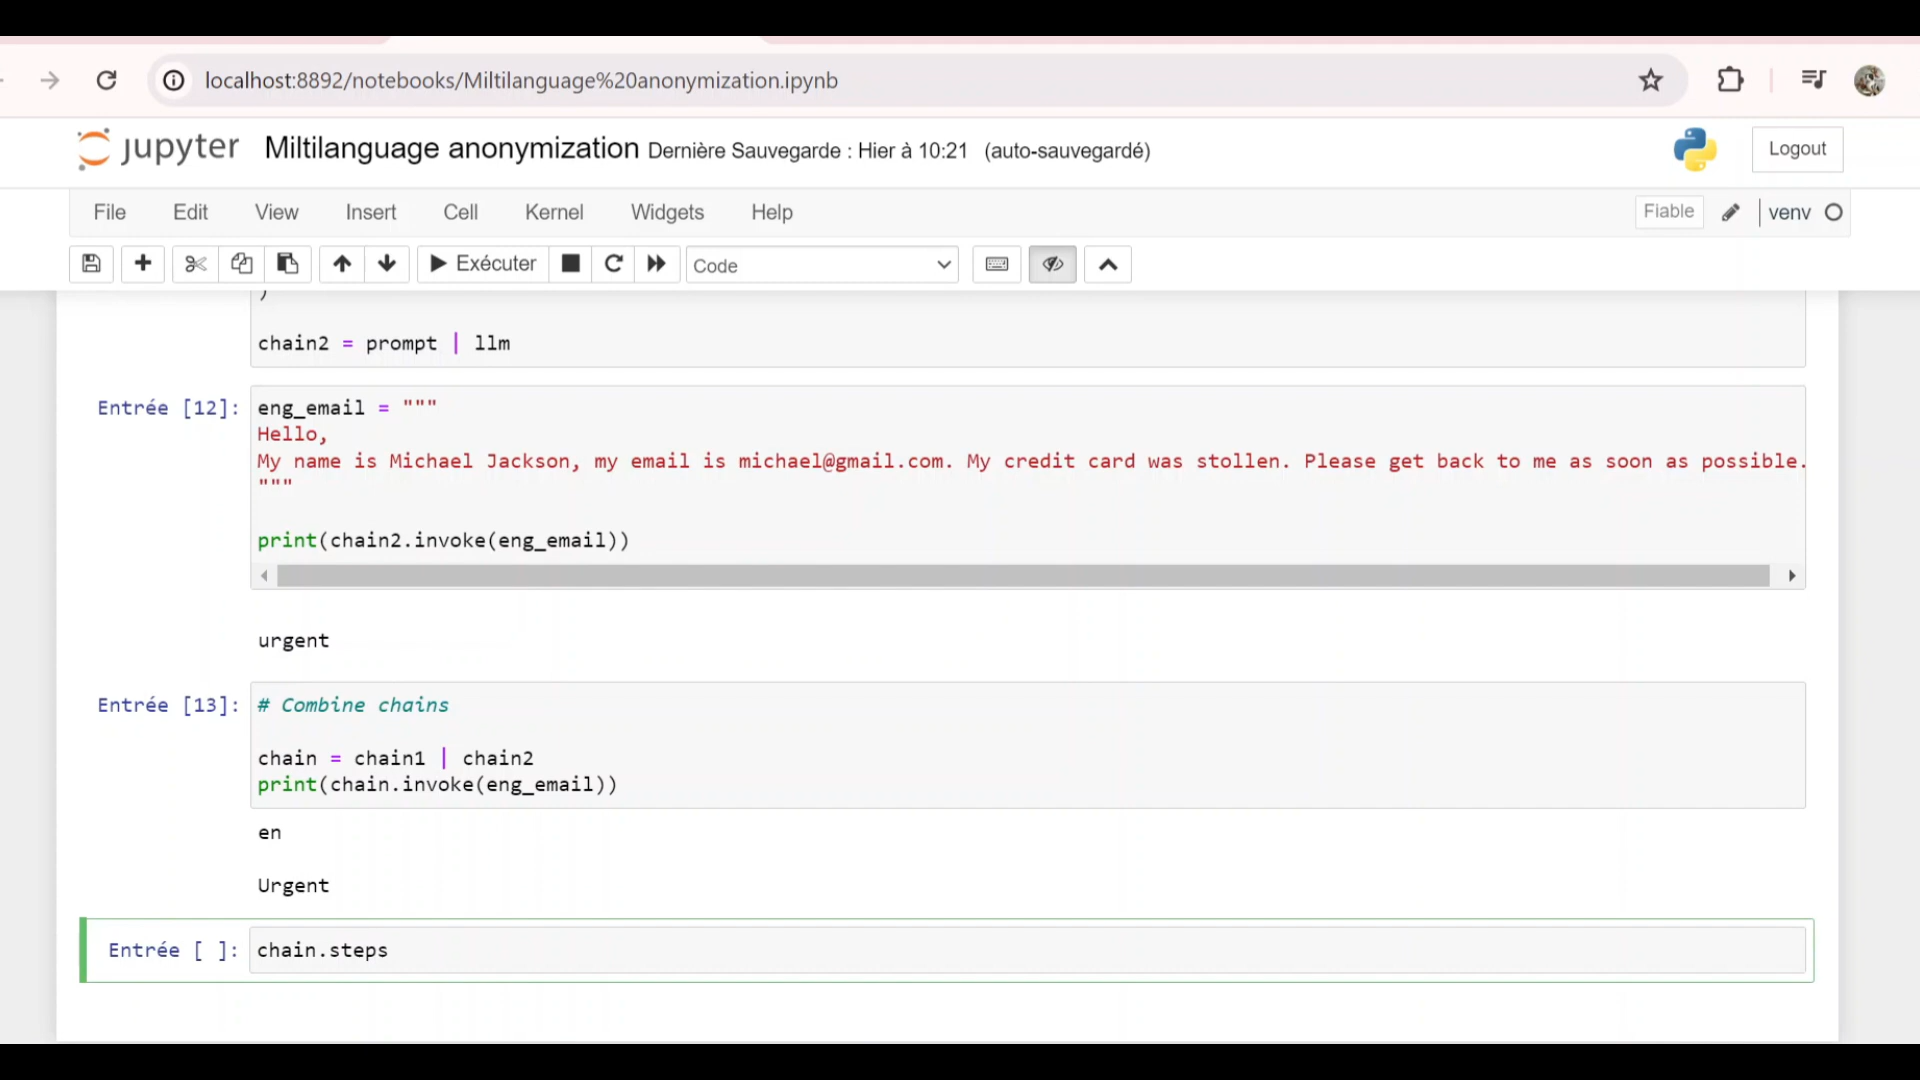 localhost:8892/notebooks/Miltilanguage%20anonymization.ipynb
jupyter Miltilanguage anonymization Dernière Sauvegarde : Hier à 10:21 (auto-sauvegardé) Logout
File Edit View Insert Cell Kernel Widgets Help Fiable venv
Exécuter Code
)
chain2 = prompt | llm
Entrée [12]: eng_email = """
Hello,
My name is Michael Jackson, my email is michael@gmail.com. My credit card was stollen. Please get back to me as soon as possible.
"""
print(chain2.invoke(eng_email))
urgent
Entrée [13]: # Combine chains
chain = chain1 | chain2
print(chain.invoke(eng_email))
en
Urgent
Entrée [ ]: chain.steps